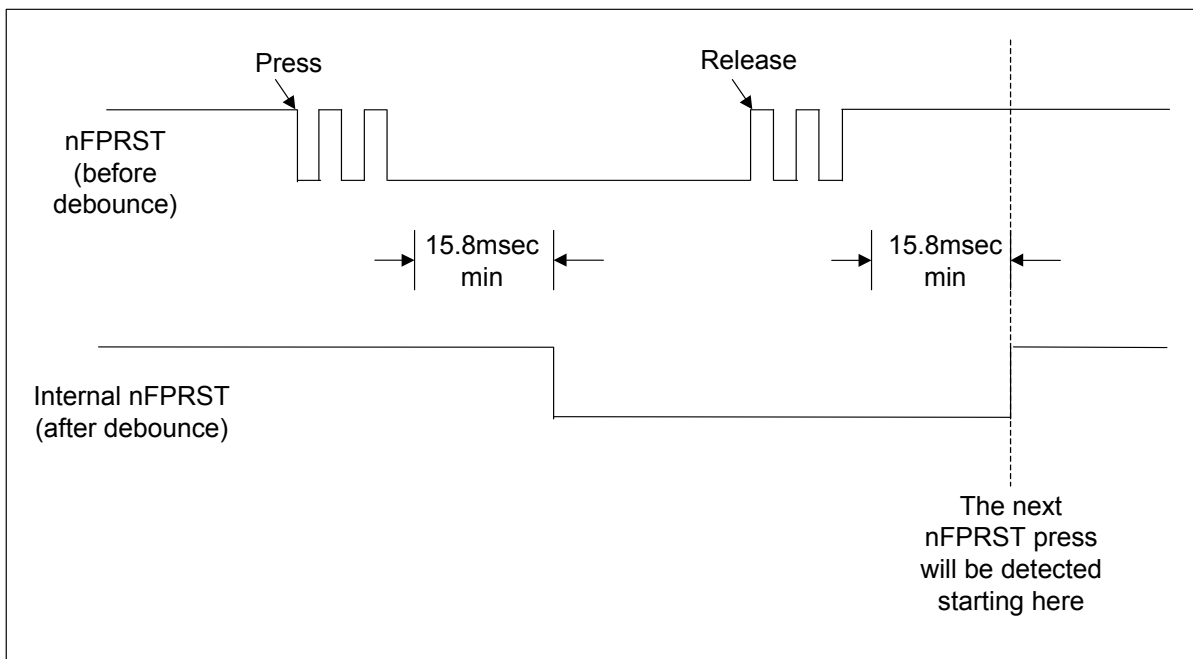 Press
Release
nFPRST
(before
debounce)
15.8msec
min
15.8msec
min
Internal nFPRST
(after debounce)
The next
nFPRST press
will be detected
starting here